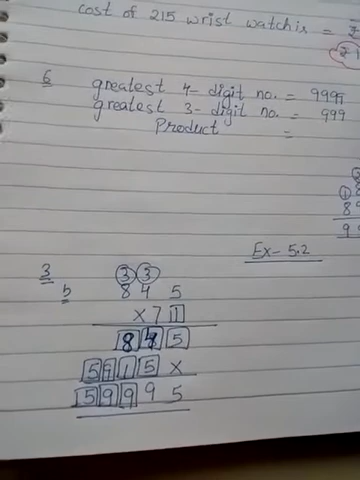 cost of 215 wrist watch is = ₹
6 greatest 4- digit no. = 9999
greatest 3- digit no. = 999
Product =
Ex- 5.2
3 b
3 3
8 4 5
x 7 1
8 4 5
5 9 1 5 x
5 9 9 9 5